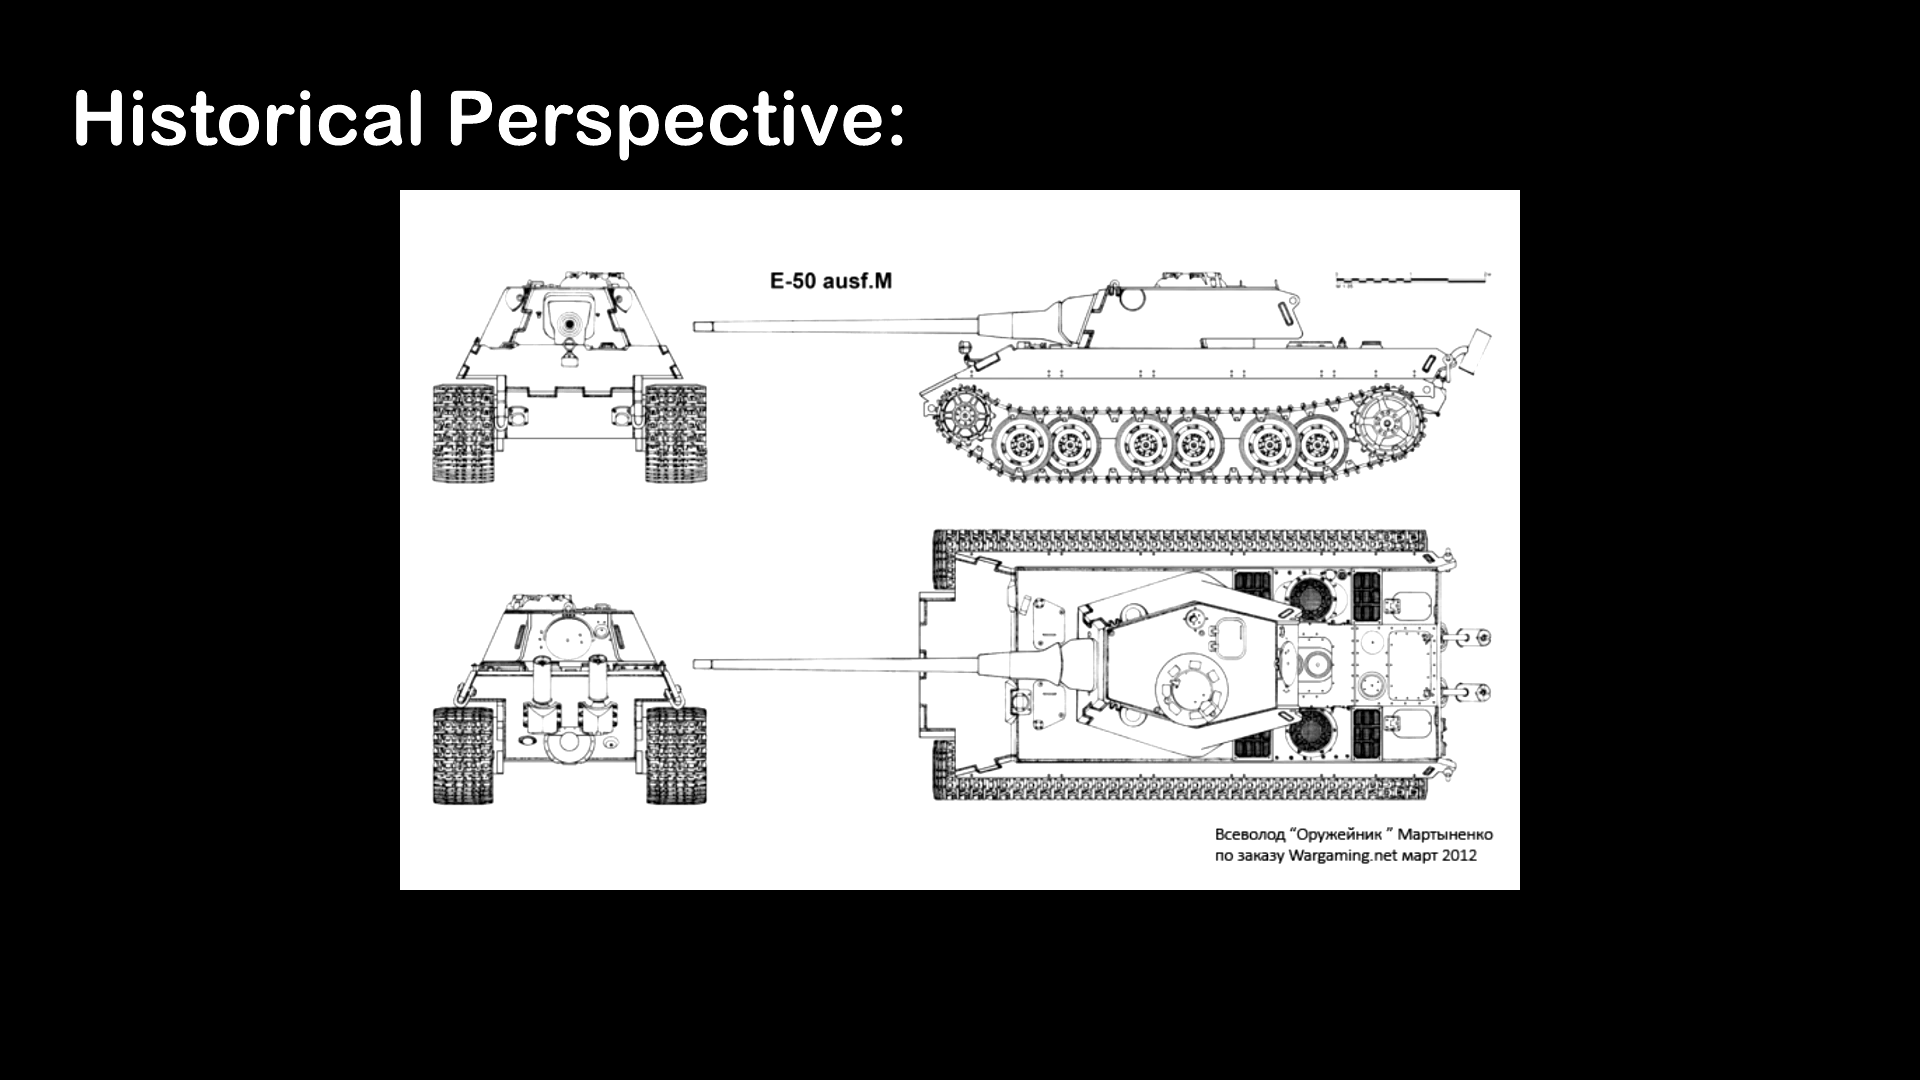 Historical Perspective:
E-50 ausf.M
Всеволод “Оружейник ” Мартыненко
по заказу Wargaming.net март 2012